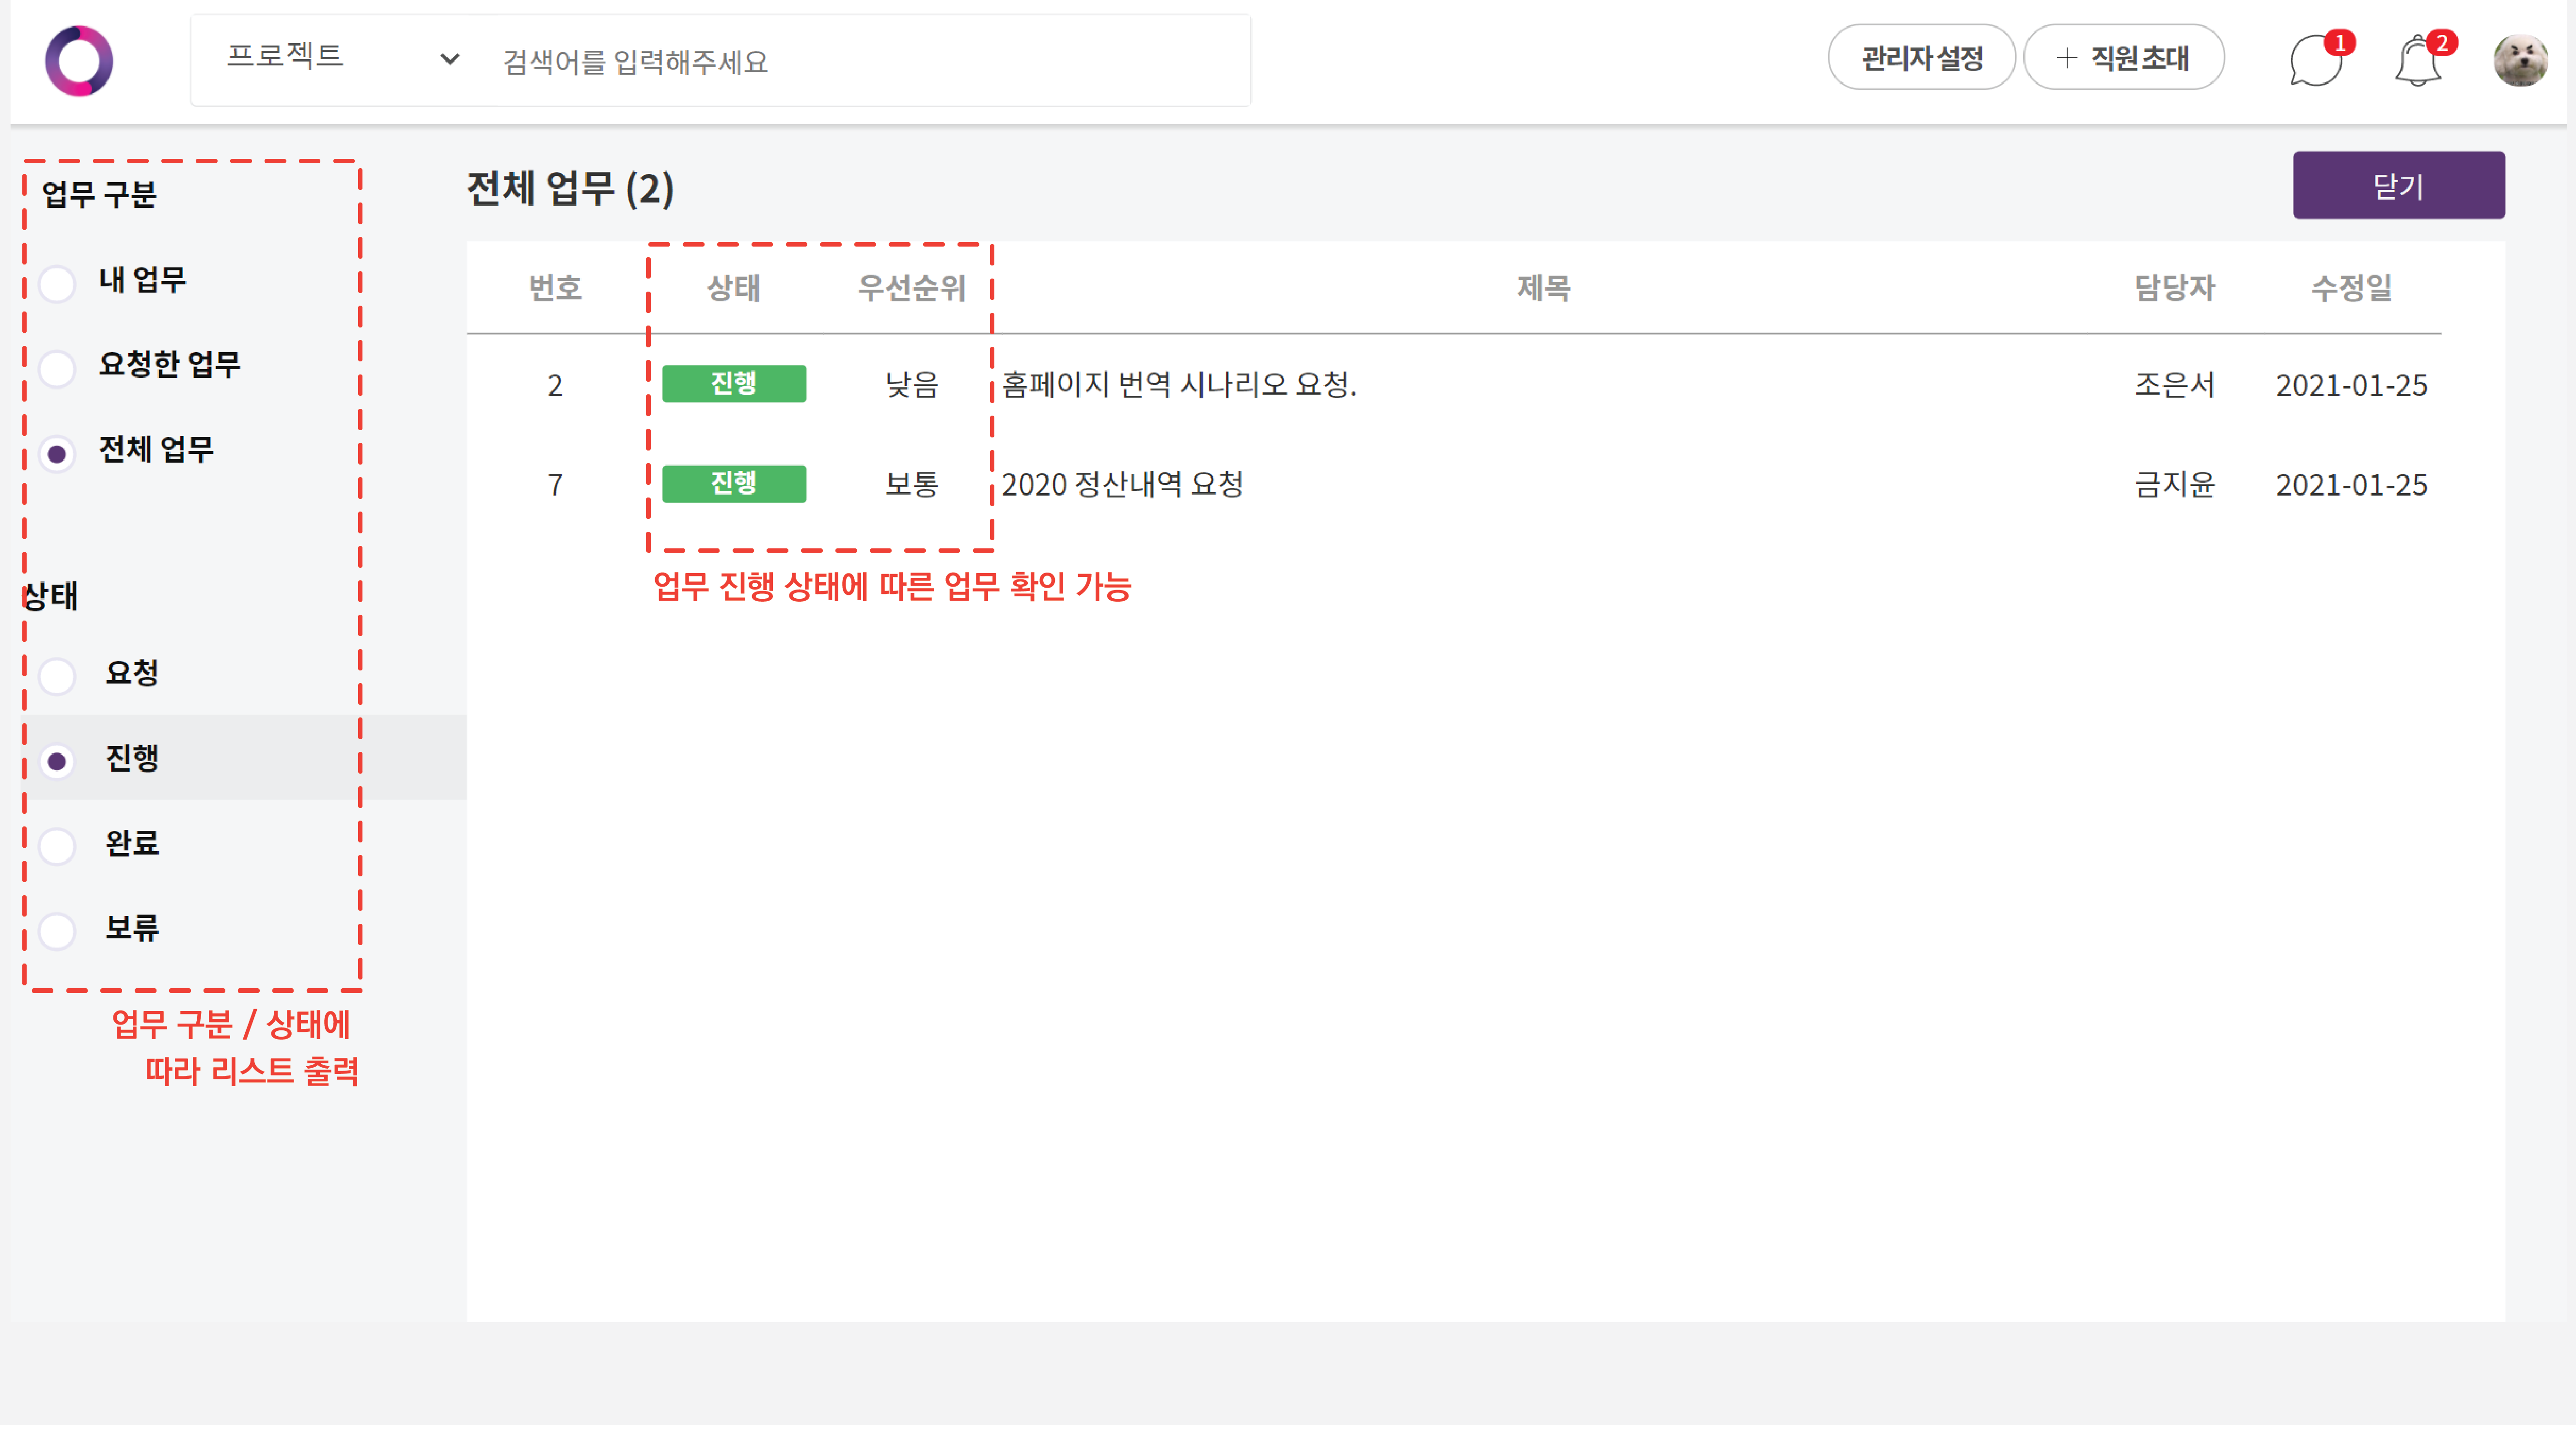 프로젝트 검색어를 입력해주세요 관리자 설정 + 직원 초대 1 2
업무 구분
내 업무
요청한 업무
전체 업무
상태
요청
진행
완료
보류
업무 구분 / 상태에
따라 리스트 출력
전체 업무 (2) 닫기
번호 상태 우선순위 제목 담당자 수정일
2 진행 낮음 홈페이지 번역 시나리오 요청. 조은서 2021-01-25
7 진행 보통 2020 정산내역 요청 금지윤 2021-01-25
업무 진행 상태에 따른 업무 확인 가능